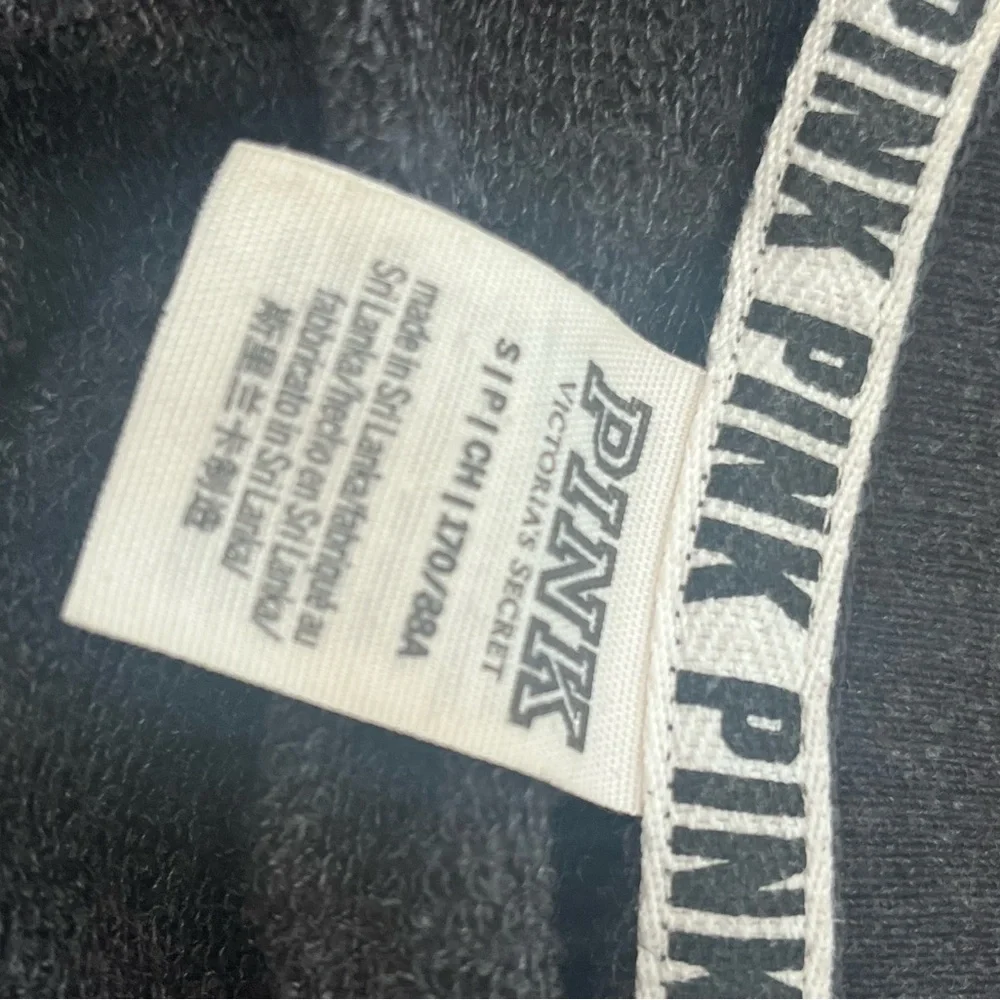 PINK
VICTORIA'S SECRET
S | P | CH | 170/88A
made in Sri Lanka/fabriqué au
Sri Lanka/hecho en Sri Lanka/
fabbricato in Sri Lanka/
斯里兰卡制造
PINK PINK PINK